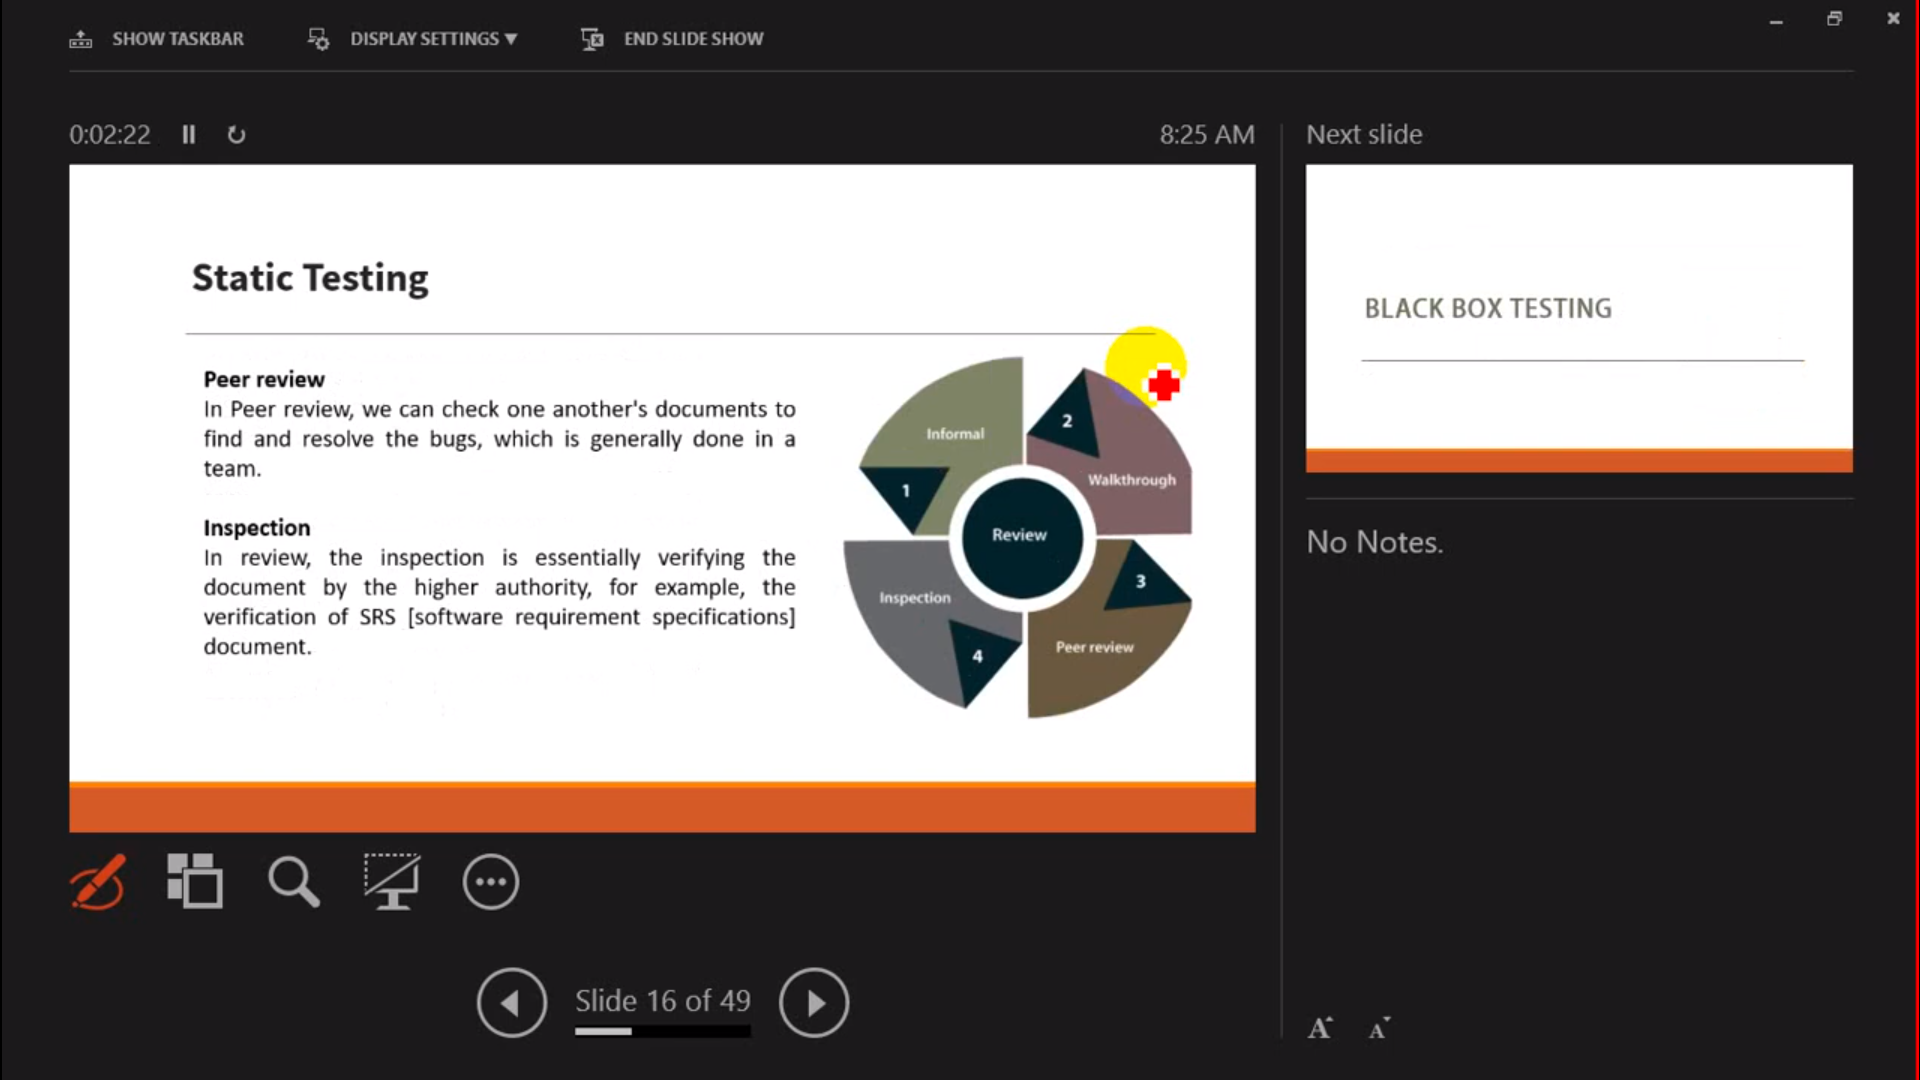 SHOW TASKBAR
DISPLAY SETTINGS ▼
END SLIDE SHOW
0:02:22
8:25 AM
Next slide
Static Testing
Peer review
In Peer review, we can check one another's documents to
find and resolve the bugs, which is generally done in a
team.
Inspection
In review, the inspection is essentially verifying the
document by the higher authority, for example, the
verification of SRS [software requirement specifications]
document.
Informal
1
2
Walkthrough
Review
Inspection
4
3
Peer review
BLACK BOX TESTING
No Notes.
Slide 16 of 49
A A